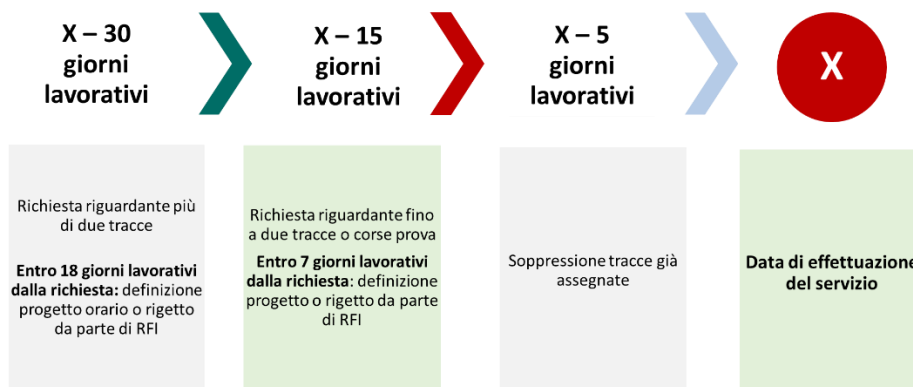 X – 30
giorni
lavorativi
X – 15
giorni
lavorativi
X – 5
giorni
lavorativi
X
Richiesta riguardante più
di due tracce
Entro 18 giorni lavorativi
dalla richiesta: definizione
progetto orario o rigetto
da parte di RFI
Richiesta riguardante fino
a due tracce o corse prova
Entro 7 giorni lavorativi
dalla richiesta: definizione
progetto orario o rigetto
da parte di RFI
Soppressione tracce già
assegnate
Data di effettuazione
del servizio